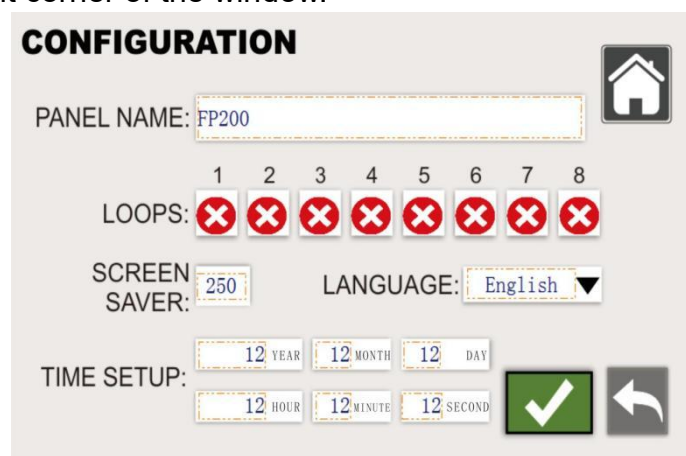 CONFIGURATION
PANEL NAME: FP200
1 2 3 4 5 6 7 8
LOOPS:
SCREEN SAVER: 250
LANGUAGE: English
TIME SETUP:
12 YEAR 12 MONTH 12 DAY
12 HOUR 12 MINUTE 12 SECOND